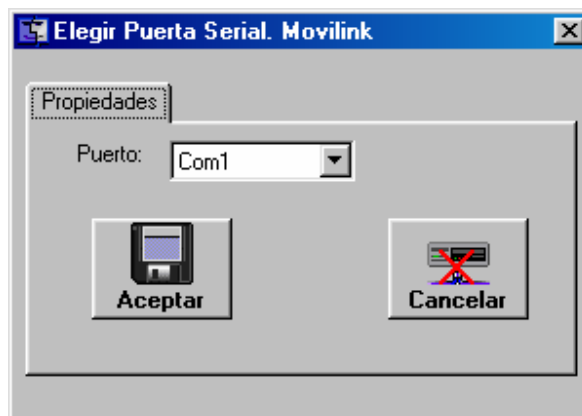 Elegir Puerta Serial. Movilink
Propiedades
Puerto: Com1
Aceptar Cancelar